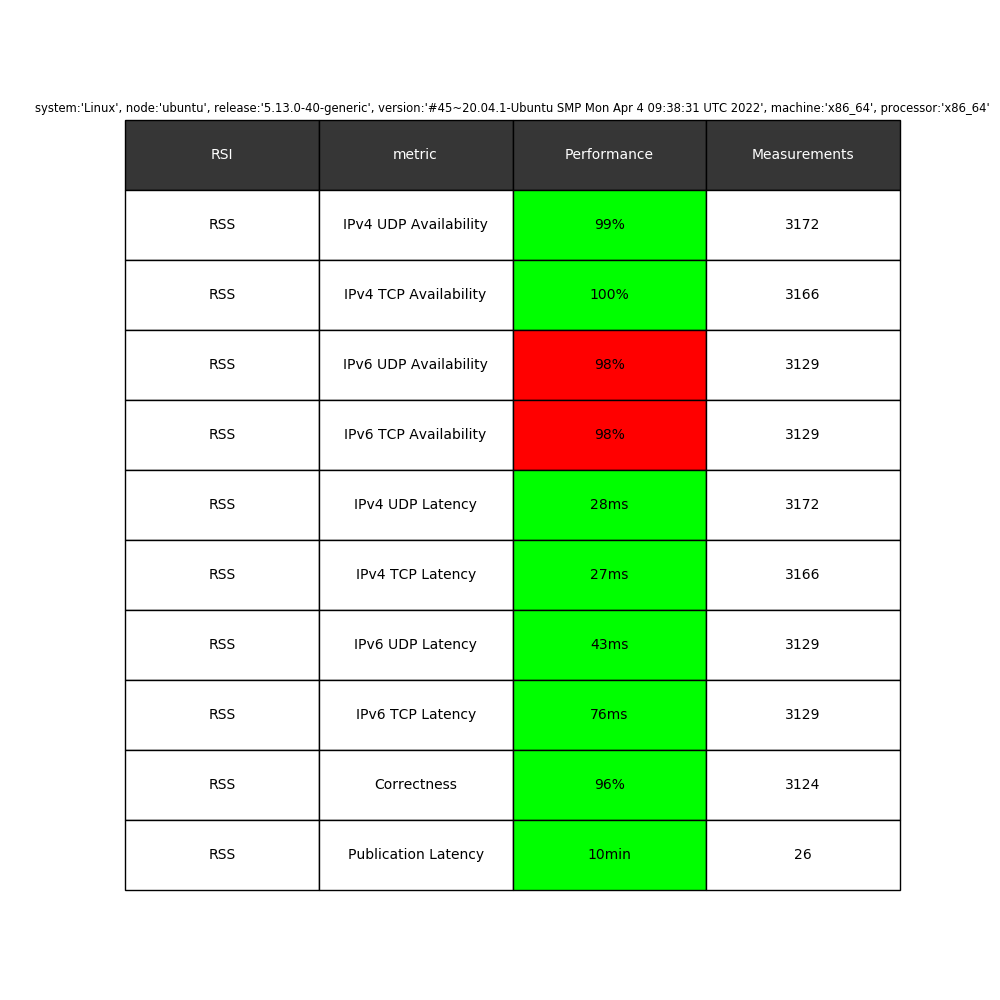 system:'Linux', node:'ubuntu', release:'5.13.0-40-generic', version:'#45~20.04.1-Ubuntu SMP Mon Apr 4 09:38:31 UTC 2022', machine:'x86_64', processor:'x86_64'
RSI metric Performance Measurements
RSS IPv4 UDP Availability 99% 3172
RSS IPv4 TCP Availability 100% 3166
RSS IPv6 UDP Availability 98% 3129
RSS IPv6 TCP Availability 98% 3129
RSS IPv4 UDP Latency 28ms 3172
RSS IPv4 TCP Latency 27ms 3166
RSS IPv6 UDP Latency 43ms 3129
RSS IPv6 TCP Latency 76ms 3129
RSS Correctness 96% 3124
RSS Publication Latency 10min 26